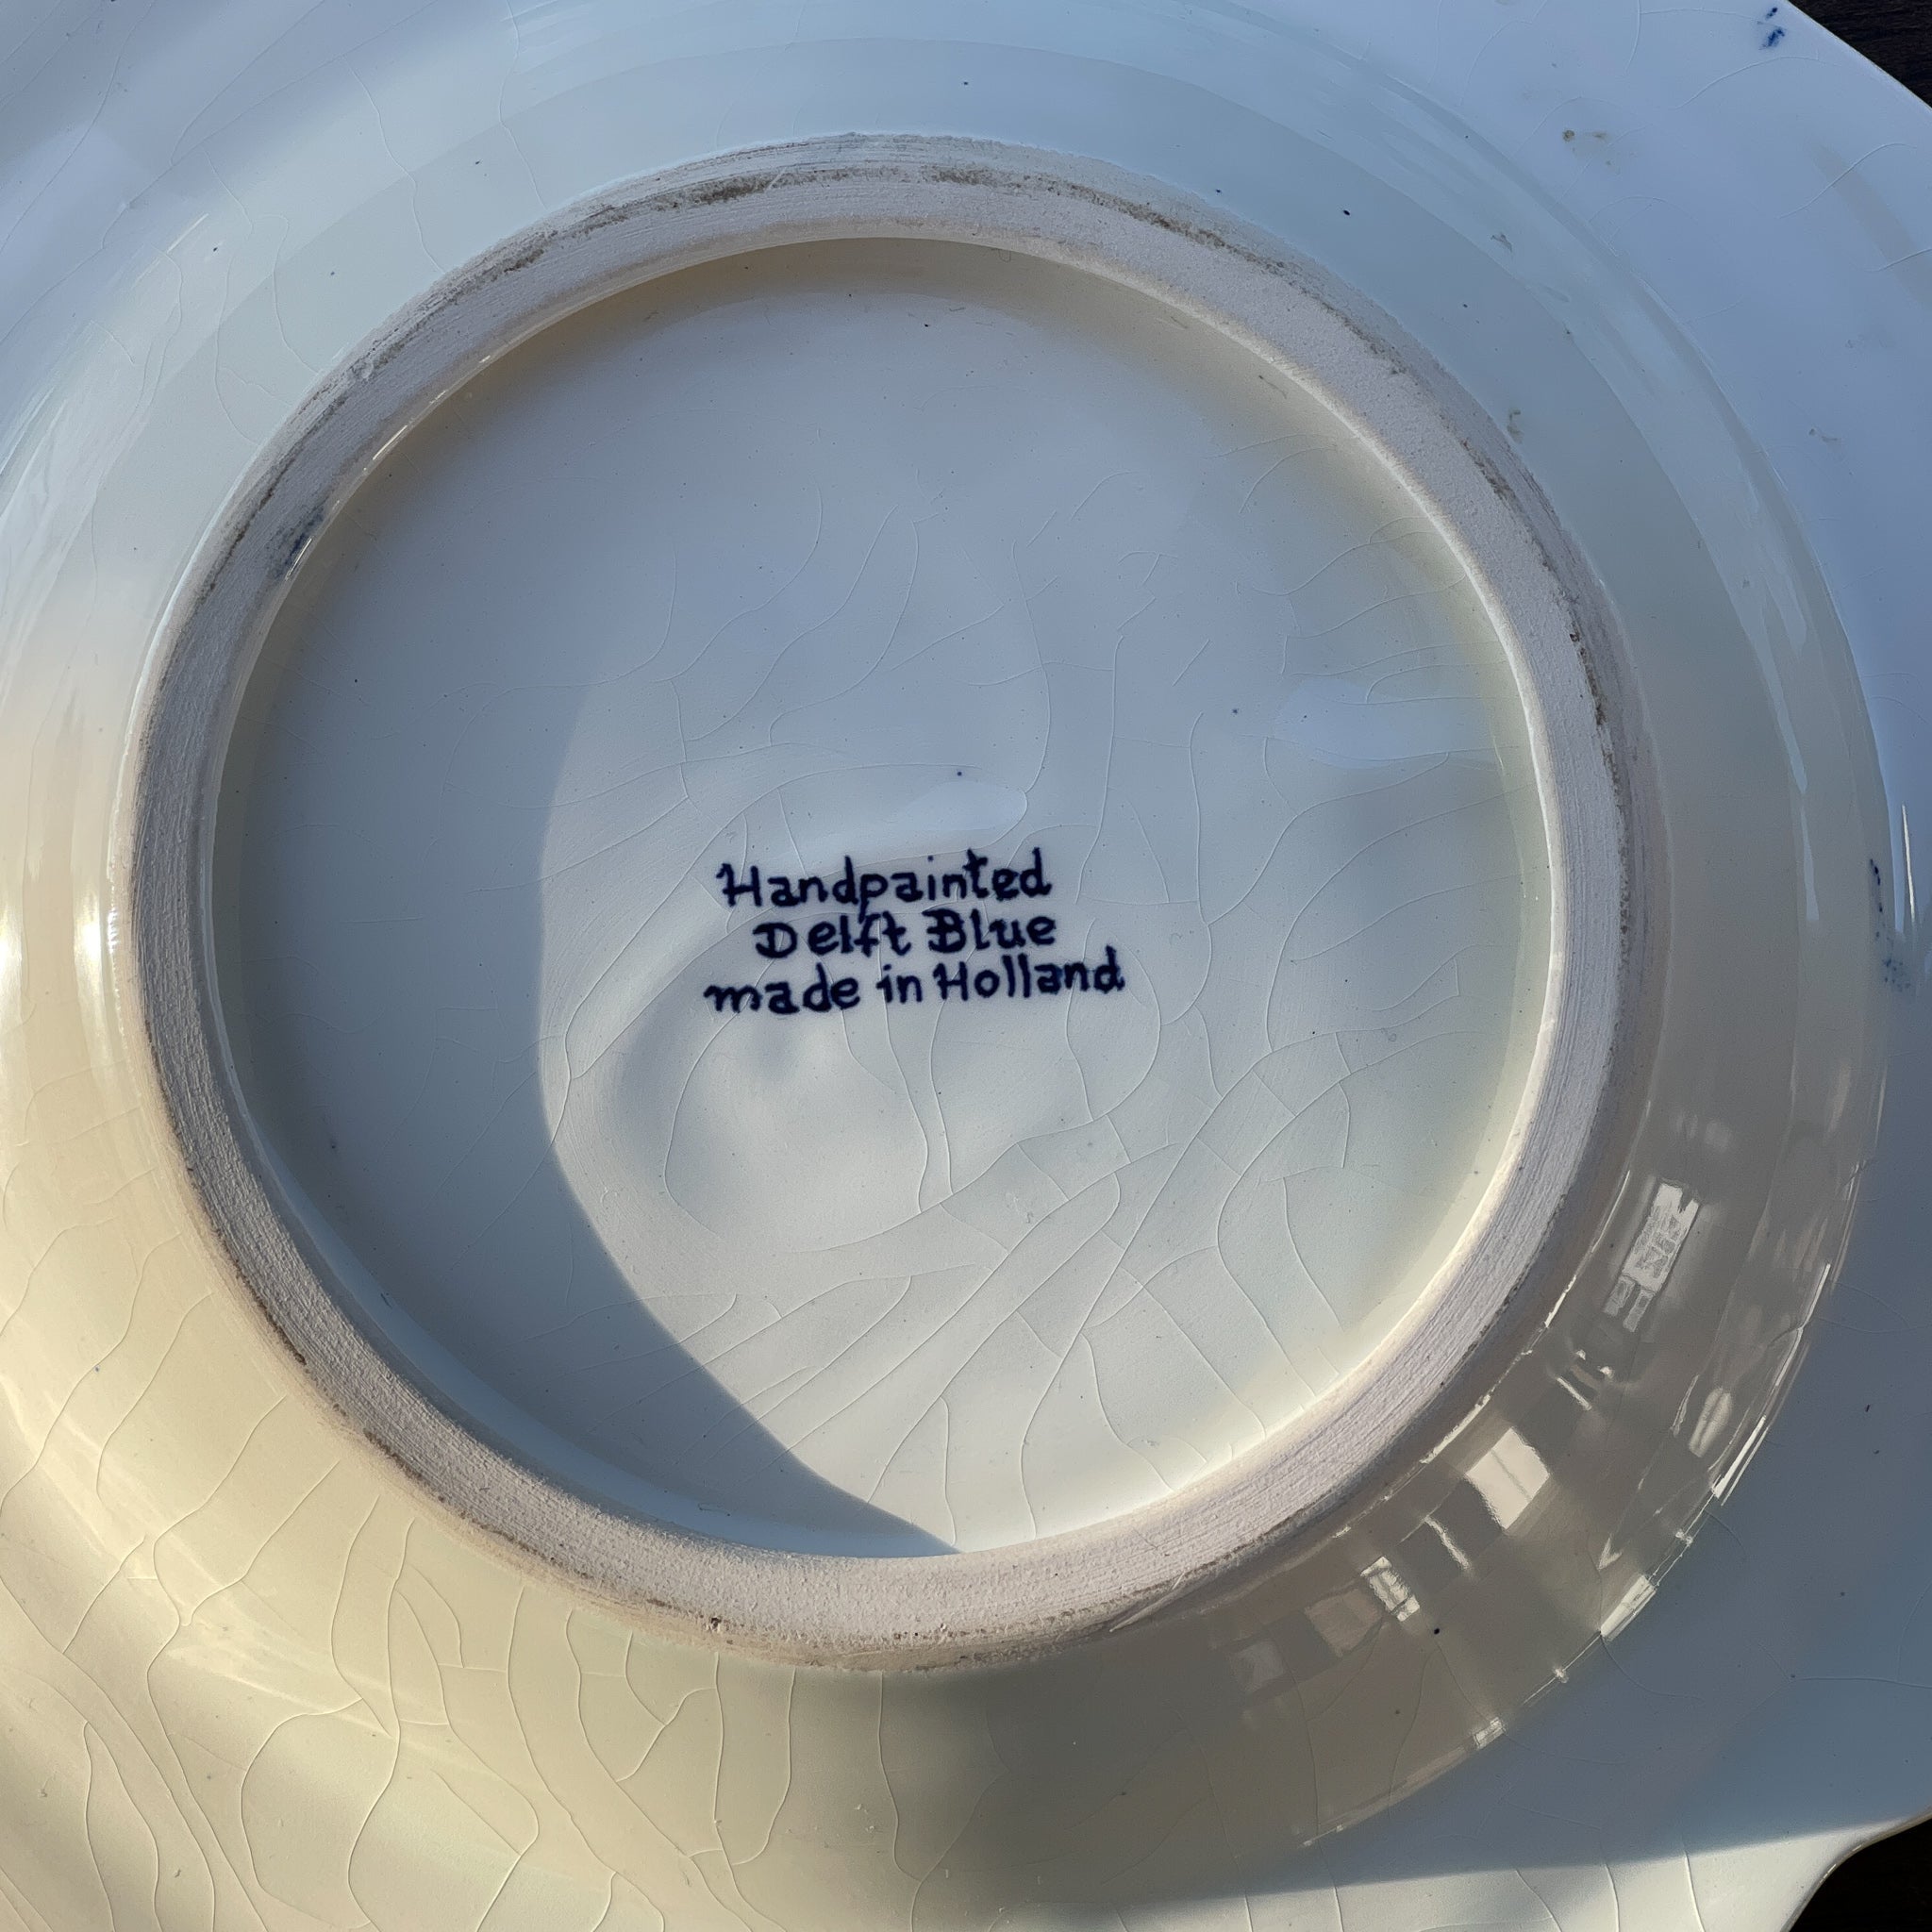 Handpainted
Delft Blue
made in Holland